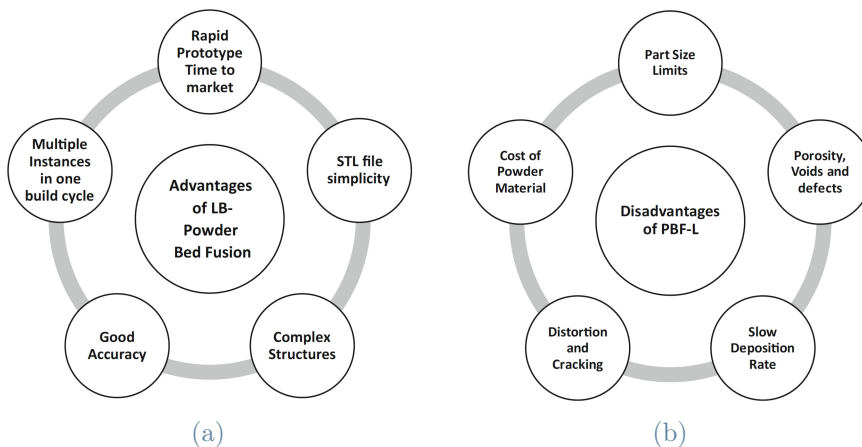 Rapid
Prototype
Time to
market
Multiple
Instances
in one
build cycle
STL file
simplicity
Advantages
of LB-
Powder
Bed Fusion
Good
Accuracy
Complex
Structures
(a)
Part Size
Limits
Cost of
Powder
Material
Porosity,
Voids and
defects
Disadvantages
of PBF-L
Distortion
and
Cracking
Slow
Deposition
Rate
(b)